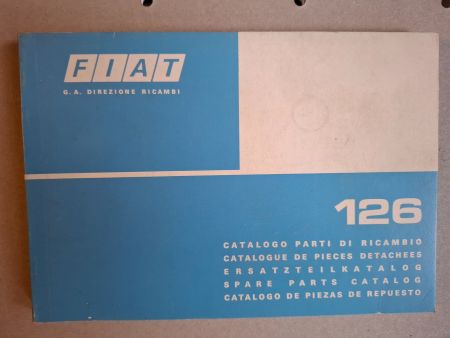 FIAT
G. A. DIREZIONE RICAMBI
126
CATALOGO PARTI DI RICAMBIO
CATALOGUE DE PIECES DETACHEES
ERSATZTEILKATALOG
SPARE PARTS CATALOG
CATALOGO DE PIEZAS DE REPUESTO